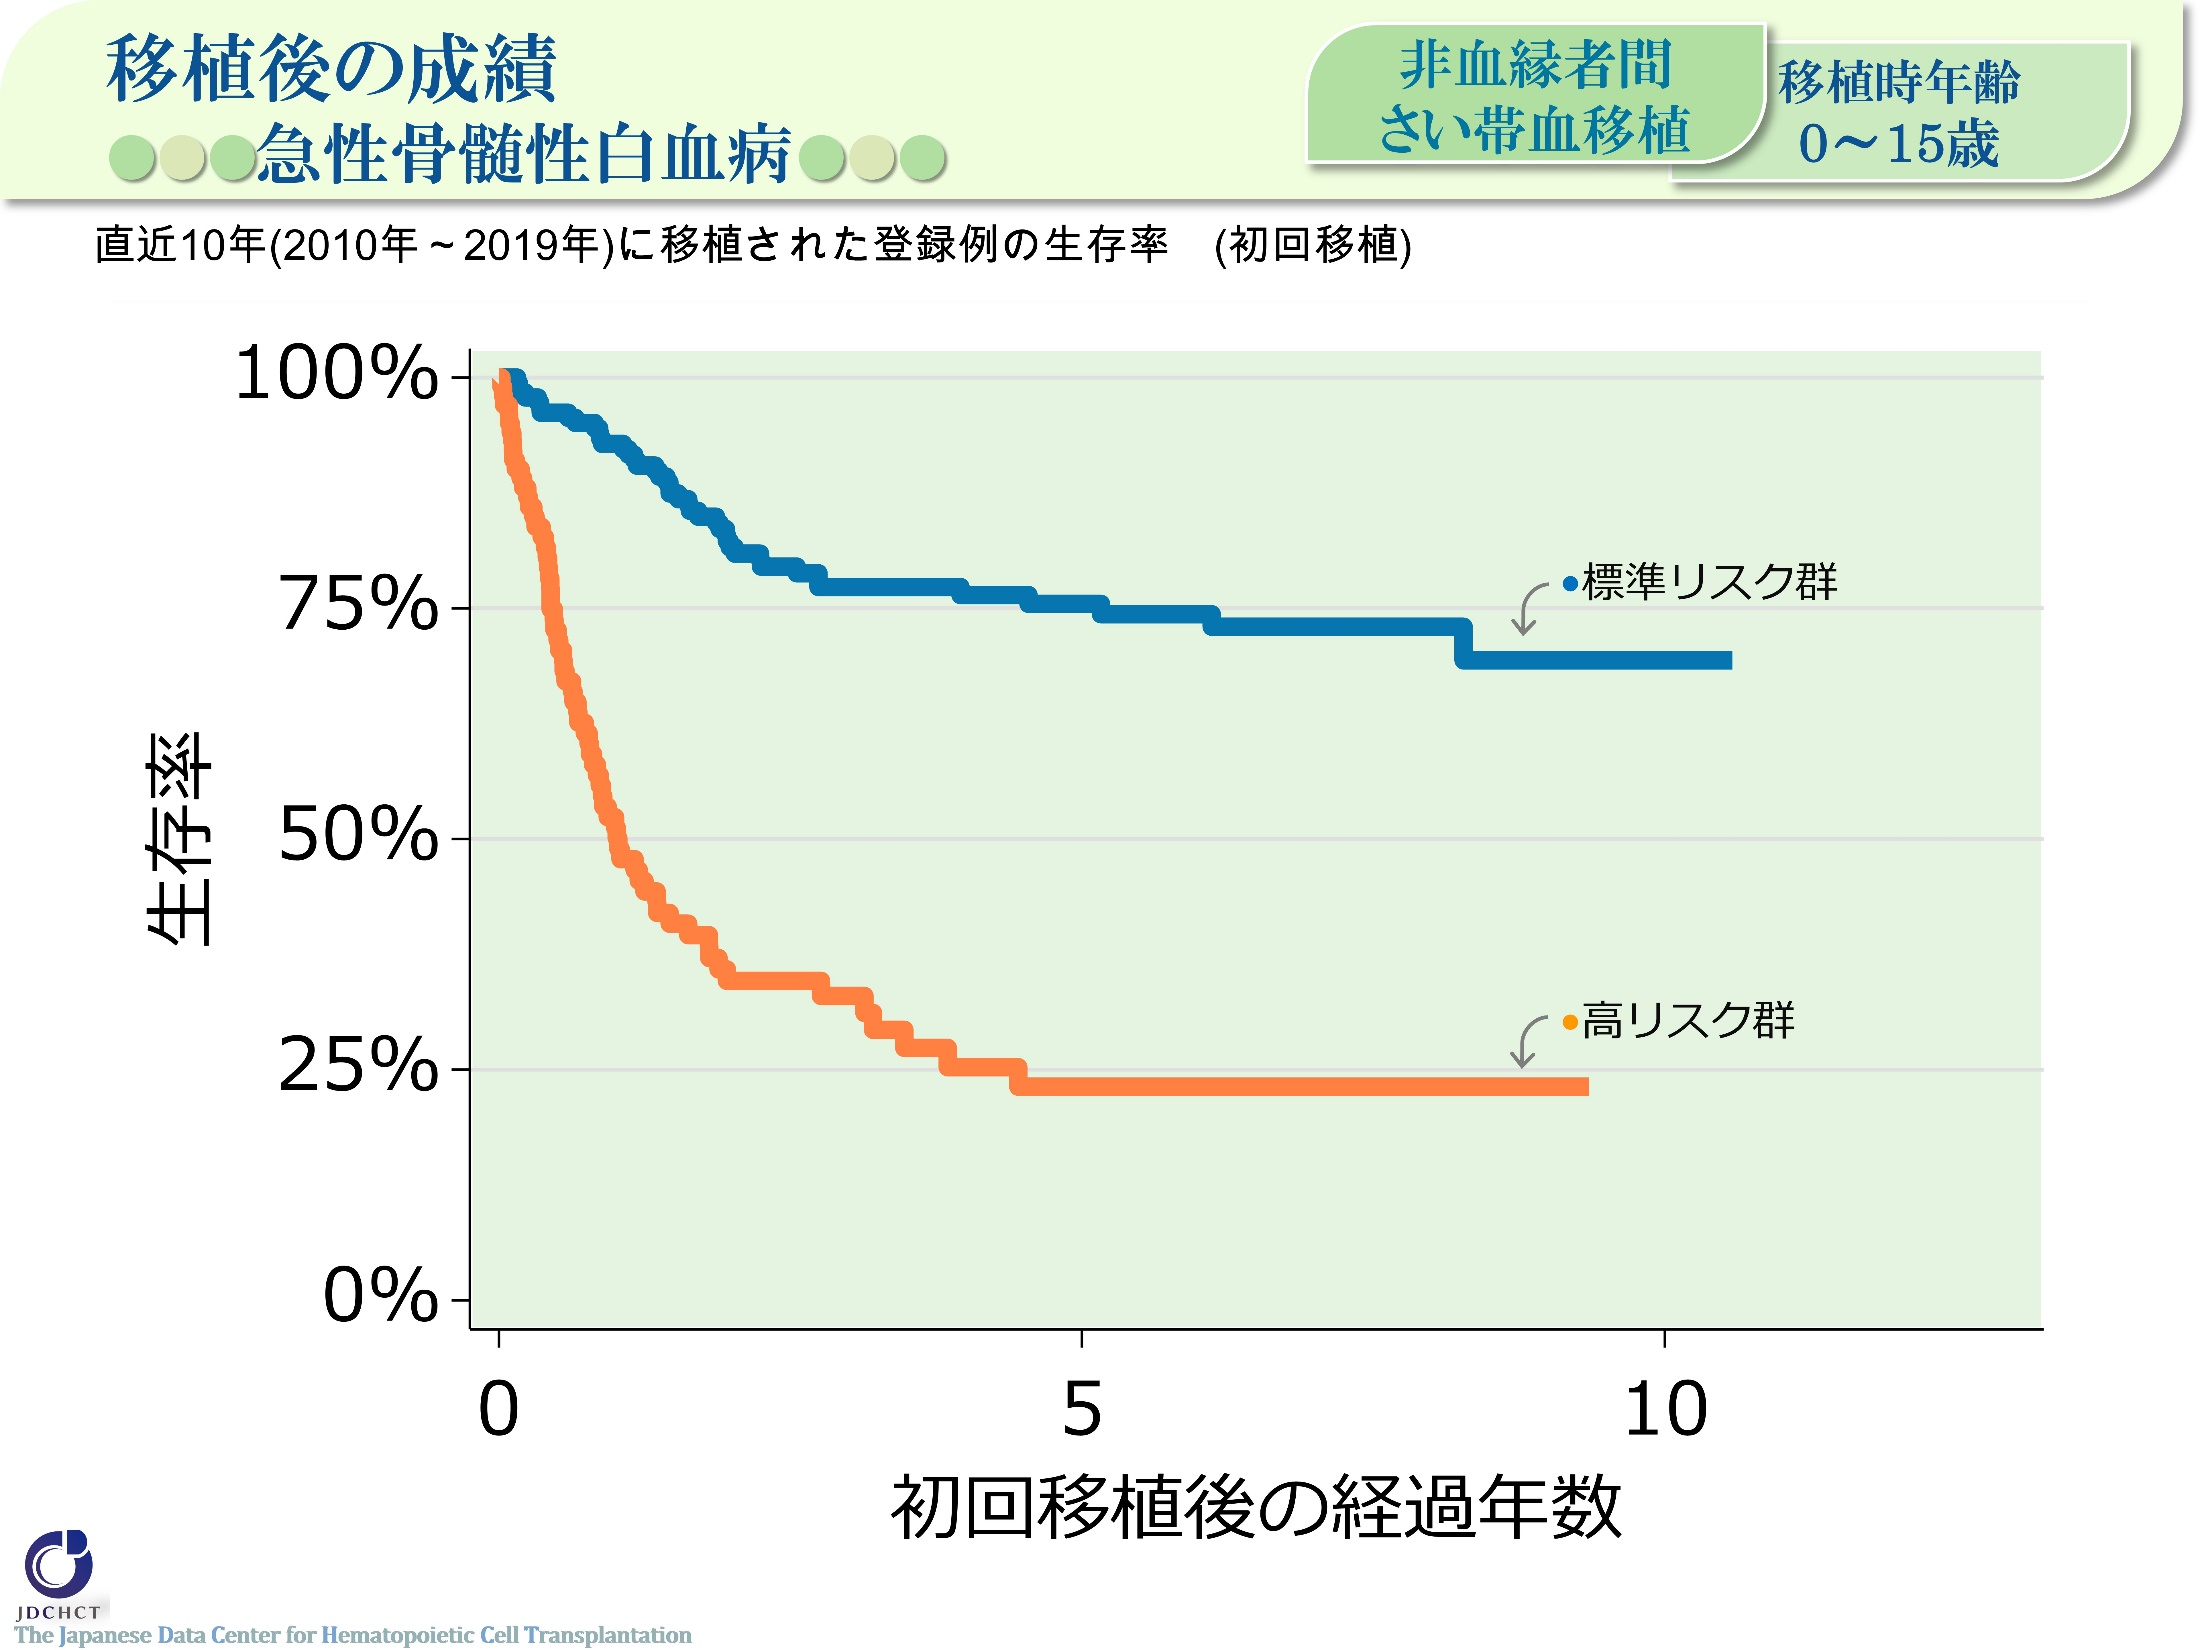 移植後の成績
急性骨髄性白血病
非血縁者間
さい帯血移植
移植時年齢
0～15歳
直近10年(2010年～2019年)に移植された登録例の生存率　(初回移植)
100%
75%
50%
25%
0%
生存率
•標準リスク群
•高リスク群
0
5
10
初回移植後の経過年数
JDCHCT
The Japanese Data Center for Hematopoietic Cell Transplantation